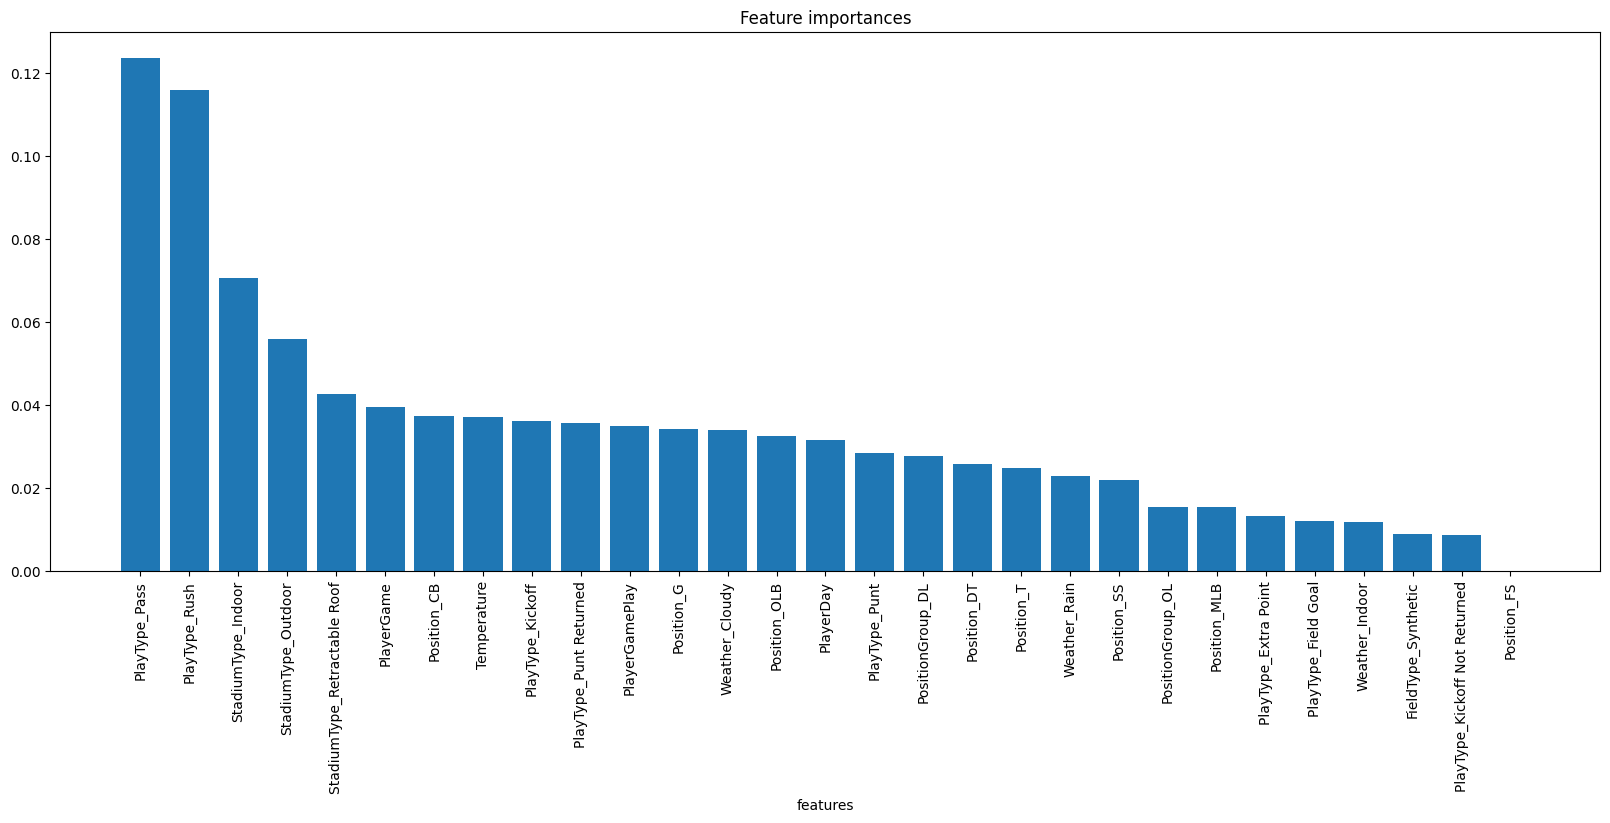 Feature importances
0.12
0.10
0.08
0.06
0.04
0.02
0.00
PlayType_Pass
PlayType_Rush
StadiumType_Indoor
StadiumType_Outdoor
StadiumType_Retractable Roof
PlayerGame
Position_CB
Temperature
PlayType_Kickoff
PlayType_Punt Returned
PlayerGamePlay
Position_G
Weather_Cloudy
Position_OLB
PlayerDay
PlayType_Punt
PositionGroup_DL
Position_DT
Position_T
Weather_Rain
Position_SS
PositionGroup_OL
Position_MLB
PlayType_Extra Point
PlayType_Field Goal
Weather_Indoor
FieldType_Synthetic
PlayType_Kickoff Not Returned
Position_FS
features